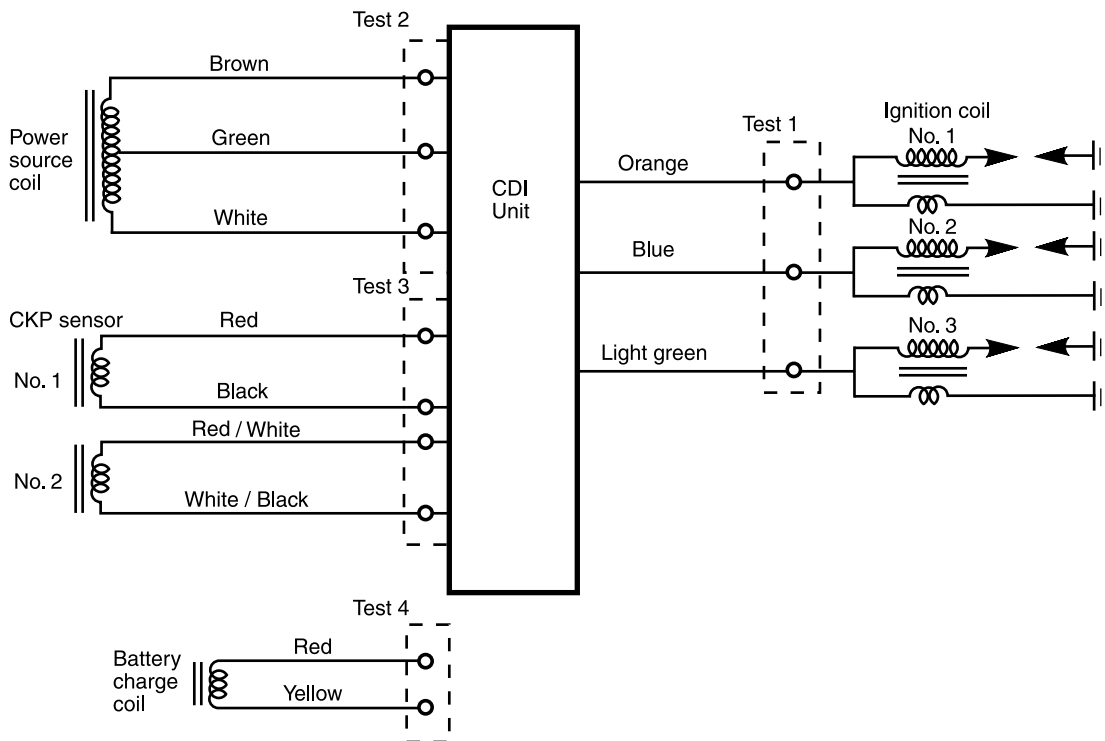 Test 2
Brown
Power
source
coil
Green
White
CDI
Unit
Test 1
Ignition coil
No. 1
Orange
No. 2
Blue
No. 3
Light green
Test 3
CKP sensor
Red
No. 1
Black
Red / White
No. 2
White / Black
Test 4
Battery
charge
coil
Red
Yellow